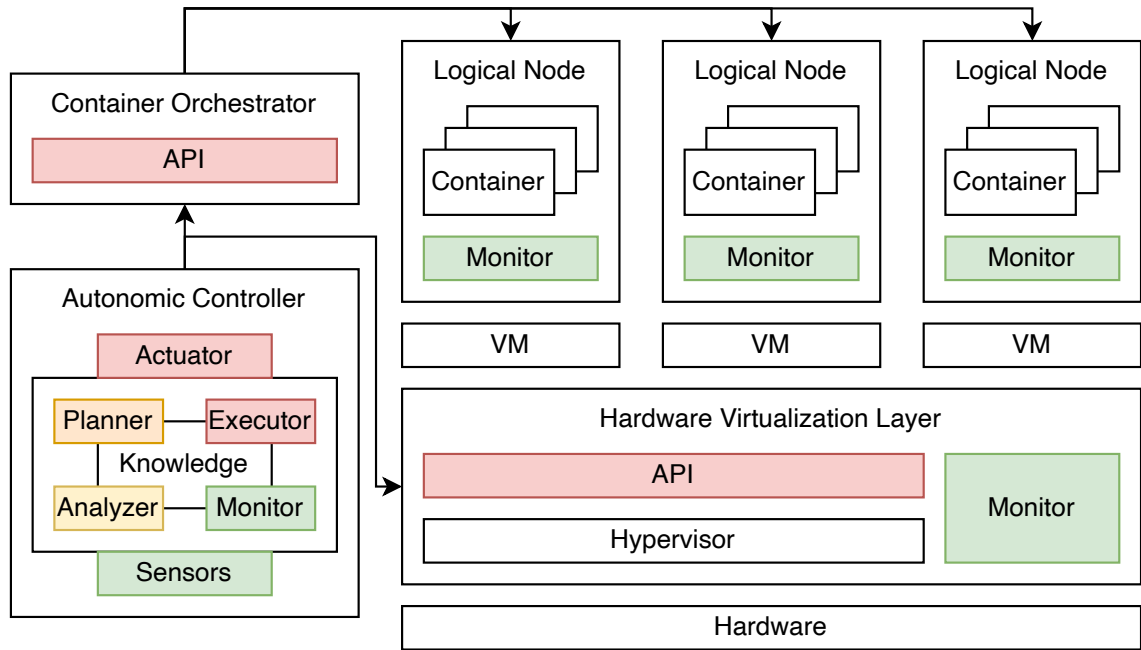 Container Orchestrator
API
Autonomic Controller
Actuator
Planner
Executor
Knowledge
Analyzer
Monitor
Sensors
Logical Node
Container
Monitor
VM
Logical Node
Container
Monitor
VM
Logical Node
Container
Monitor
VM
Hardware Virtualization Layer
API
Hypervisor
Monitor
Hardware